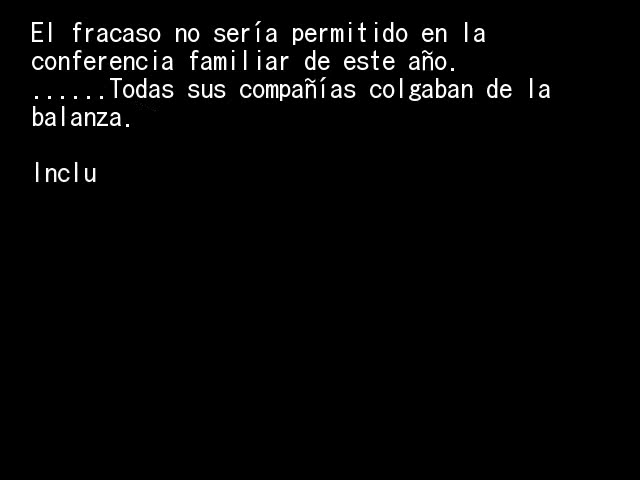 El fracaso no sería permitido en la
conferencia familiar de este año.
......Todas sus compañías colgaban de la
balanza.
Inclu